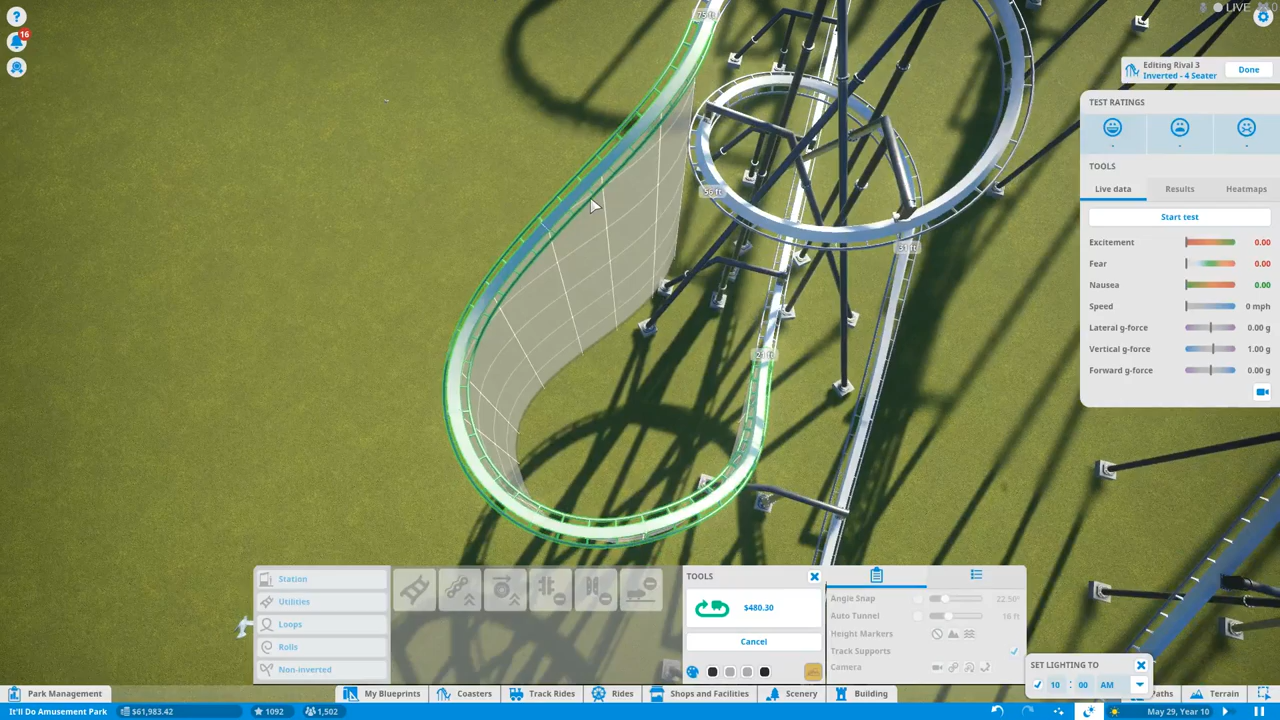 75 ft
LIVE
16
Editing Rival 3
Inverted - 4 Seater
Done
TEST RATINGS
- - -
TOOLS
Live data Results Heatmaps
Start test
Excitement 0.00
Fear 0.00
Nausea 0.00
Speed 0 mph
Lateral g-force 0.00 g
Vertical g-force 1.00 g
Forward g-force 0.00 g
31 ft
Station
Utilities
Loops
Rolls
Non-inverted
TOOLS
$480.30
Cancel
Angle Snap 22.50°
Auto Tunnel 16 ft
Height Markers
Track Supports
Camera
SET LIGHTING TO
10 : 00 AM
Park Management My Blueprints Coasters Track Rides Rides Shops and Facilities Scenery Building Paths Terrain
It'll Do Amusement Park $61,983.42 1092 1,502 May 29, Year 10